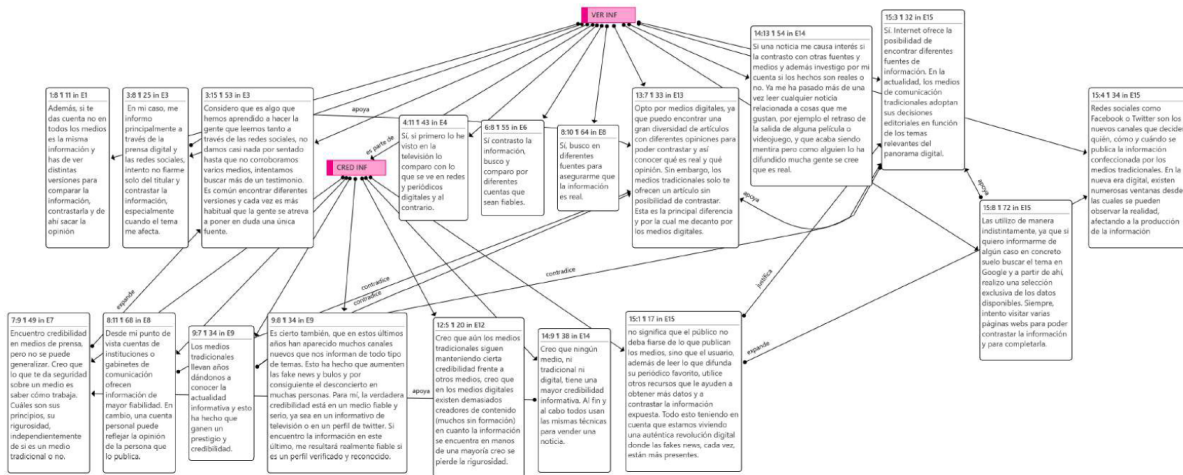 VER INF
14:13 ¶ 54 in E14
Si una noticia me causa interés si
la contrasto con otras fuentes y
medios y además investigo por mi
cuenta si los hechos son reales o
no. Ya me ha pasado más de una
vez leer cualquier noticia
relacionada a cosas que me
gustan, por ejemplo el retraso de
la salida de alguna película o
videojuego, y que acaba siendo
mentira pero como alguien lo ha
difundido mucha gente se cree
que es real.
15:3 ¶ 32 in E15
Sí. Internet ofrece la
posibilidad de
encontrar diferentes
fuentes de
información. En la
actualidad, los medios
de comunicación
tradicionales adoptan
sus decisiones
editoriales en función
de los temas
relevantes del
panorama digital.
1:8 ¶ 11 in E1
Además, si te
das cuenta no en
todos los medios
es la misma
información y
has de ver
distintas
versiones para
comparar la
información,
contrastarla y de
ahí sacar la
opinión
3:8 ¶ 25 in E3
En mi caso, me
informo
principalmente a
través de la
prensa digital y
las redes sociales,
intento no fiarme
solo del titular y
contrastar la
información,
especialmente
cuando el tema
me afecta.
3:15 ¶ 53 in E3
Considero que es algo que
hemos aprendido a hacer la
gente que leemos tanto a
través de las redes sociales, no
damos casi nada por sentado
hasta que no corroboramos
varios medios, intentamos
buscar más de un testimonio.
Es común encontrar diferentes
versiones y cada vez es más
habitual que la gente se atreva
a poner en duda una única
fuente.
apoya
4:11 ¶ 43 in E4
Sí, si primero lo he
visto en la
televisión lo
comparo con lo
que se ve en redes
y periódicos
digitales y al
contrario.
6:8 ¶ 55 in E6
Sí contrasto la
información,
busco y
comparo por
diferentes
cuentas que
sean fiables.
8:10 ¶ 64 in E8
Sí, busco en
diferentes
fuentes para
asegurarme que
la información
es real.
13:7 ¶ 33 in E13
Opto por medios digitales, ya
que puedo encontrar una
gran diversidad de artículos
con diferentes opiniones para
poder contrastar y así
conocer qué es real y qué
opinión. Sin embargo, los
medios tradicionales solo te
ofrecen un artículo sin
posibilidad de contrastar.
Esta es la principal diferencia
y por la cual me decanto por
los medios digitales.
15:4 ¶ 34 in E15
Redes sociales como
Facebook o Twitter son los
nuevos canales que deciden
quién, cómo y cuándo se
publica la información
confeccionada por los
medios tradicionales. En la
nueva era digital, existen
numerosas ventanas desde
las cuales se pueden
observar la realidad,
afectando a la producción
de la información
es parte de
CRED INF
apoya
apoya
15:8 ¶ 72 in E15
Las utilizo de manera
indistintamente, ya que si
quiero informarme de
algún caso en concreto
suelo buscar el tema en
Google y a partir de ahí,
realizo una selección
exclusiva de los datos
disponibles. Siempre,
intento visitar varias
páginas webs para poder
contrastar la información
y para completarla.
expande
contradice
contradice
contradice
justifica
expande
7:9 ¶ 49 in E7
Encuentro credibilidad
en medios de prensa,
pero no se puede
generalizar. Creo que
lo que te da seguridad
sobre un medio es
saber cómo trabaja.
Cuáles son sus
principios, su
rigurosidad,
independientemente
de si es un medio
tradicional o no.
8:11 ¶ 68 in E8
Desde mi punto de
vista cuentas de
instituciones o
gabinetes de
comunicación
ofrecen
información de
mayor fiabilidad. En
cambio, una cuenta
personal puede
reflejar la opinión
de la persona que
lo publica.
9:7 ¶ 34 in E9
Los medios
tradicionales
llevan años
dándonos a
conocer la
actualidad
informativa y esto
ha hecho que
ganen un
prestigio y
credibilidad.
9:8 ¶ 34 in E9
Es cierto también, que en estos últimos
años han aparecido muchos canales
nuevos que nos informan de todo tipo
de temas. Esto ha hecho que aumenten
las fake news y bulos y por
consiguiente el desconcierto en
muchas personas. Para mí, la verdadera
credibilidad está en un medio fiable y
serio, ya sea en un informativo de
televisión o en un perfil de twitter. Si
encuentro la información en este
último, me resultará realmente fiable si
es un perfil verificado y reconocido.
apoya
12:5 ¶ 20 in E12
Creo que aún los medios
tradicionales siguen
manteniendo cierta
credibilidad frente a
otros medios, creo que
en los medios digitales
existen demasiados
creadores de contenido
(muchos sin formación)
en cuanto la información
se encuentra en manos
de una mayoría creo se
pierde la rigurosidad.
14:9 ¶ 38 in E14
Creo que ningún
medio, ni
tradicional ni
digital, tiene una
mayor credibilidad
informativa. Al fin y
al cabo todos usan
las mismas técnicas
para vender una
noticia.
15:1 ¶ 17 in E15
no significa que el público no
deba fiarse de lo que publican
los medios, sino que el usuario,
además de leer lo que difunda
su periódico favorito, utilice
otros recursos que le ayuden a
obtener más datos y a
contrastar la información
expuesta. Todo esto teniendo en
cuenta que estamos viviendo
una auténtica revolución digital
donde las fakes news, cada vez,
están más presentes.